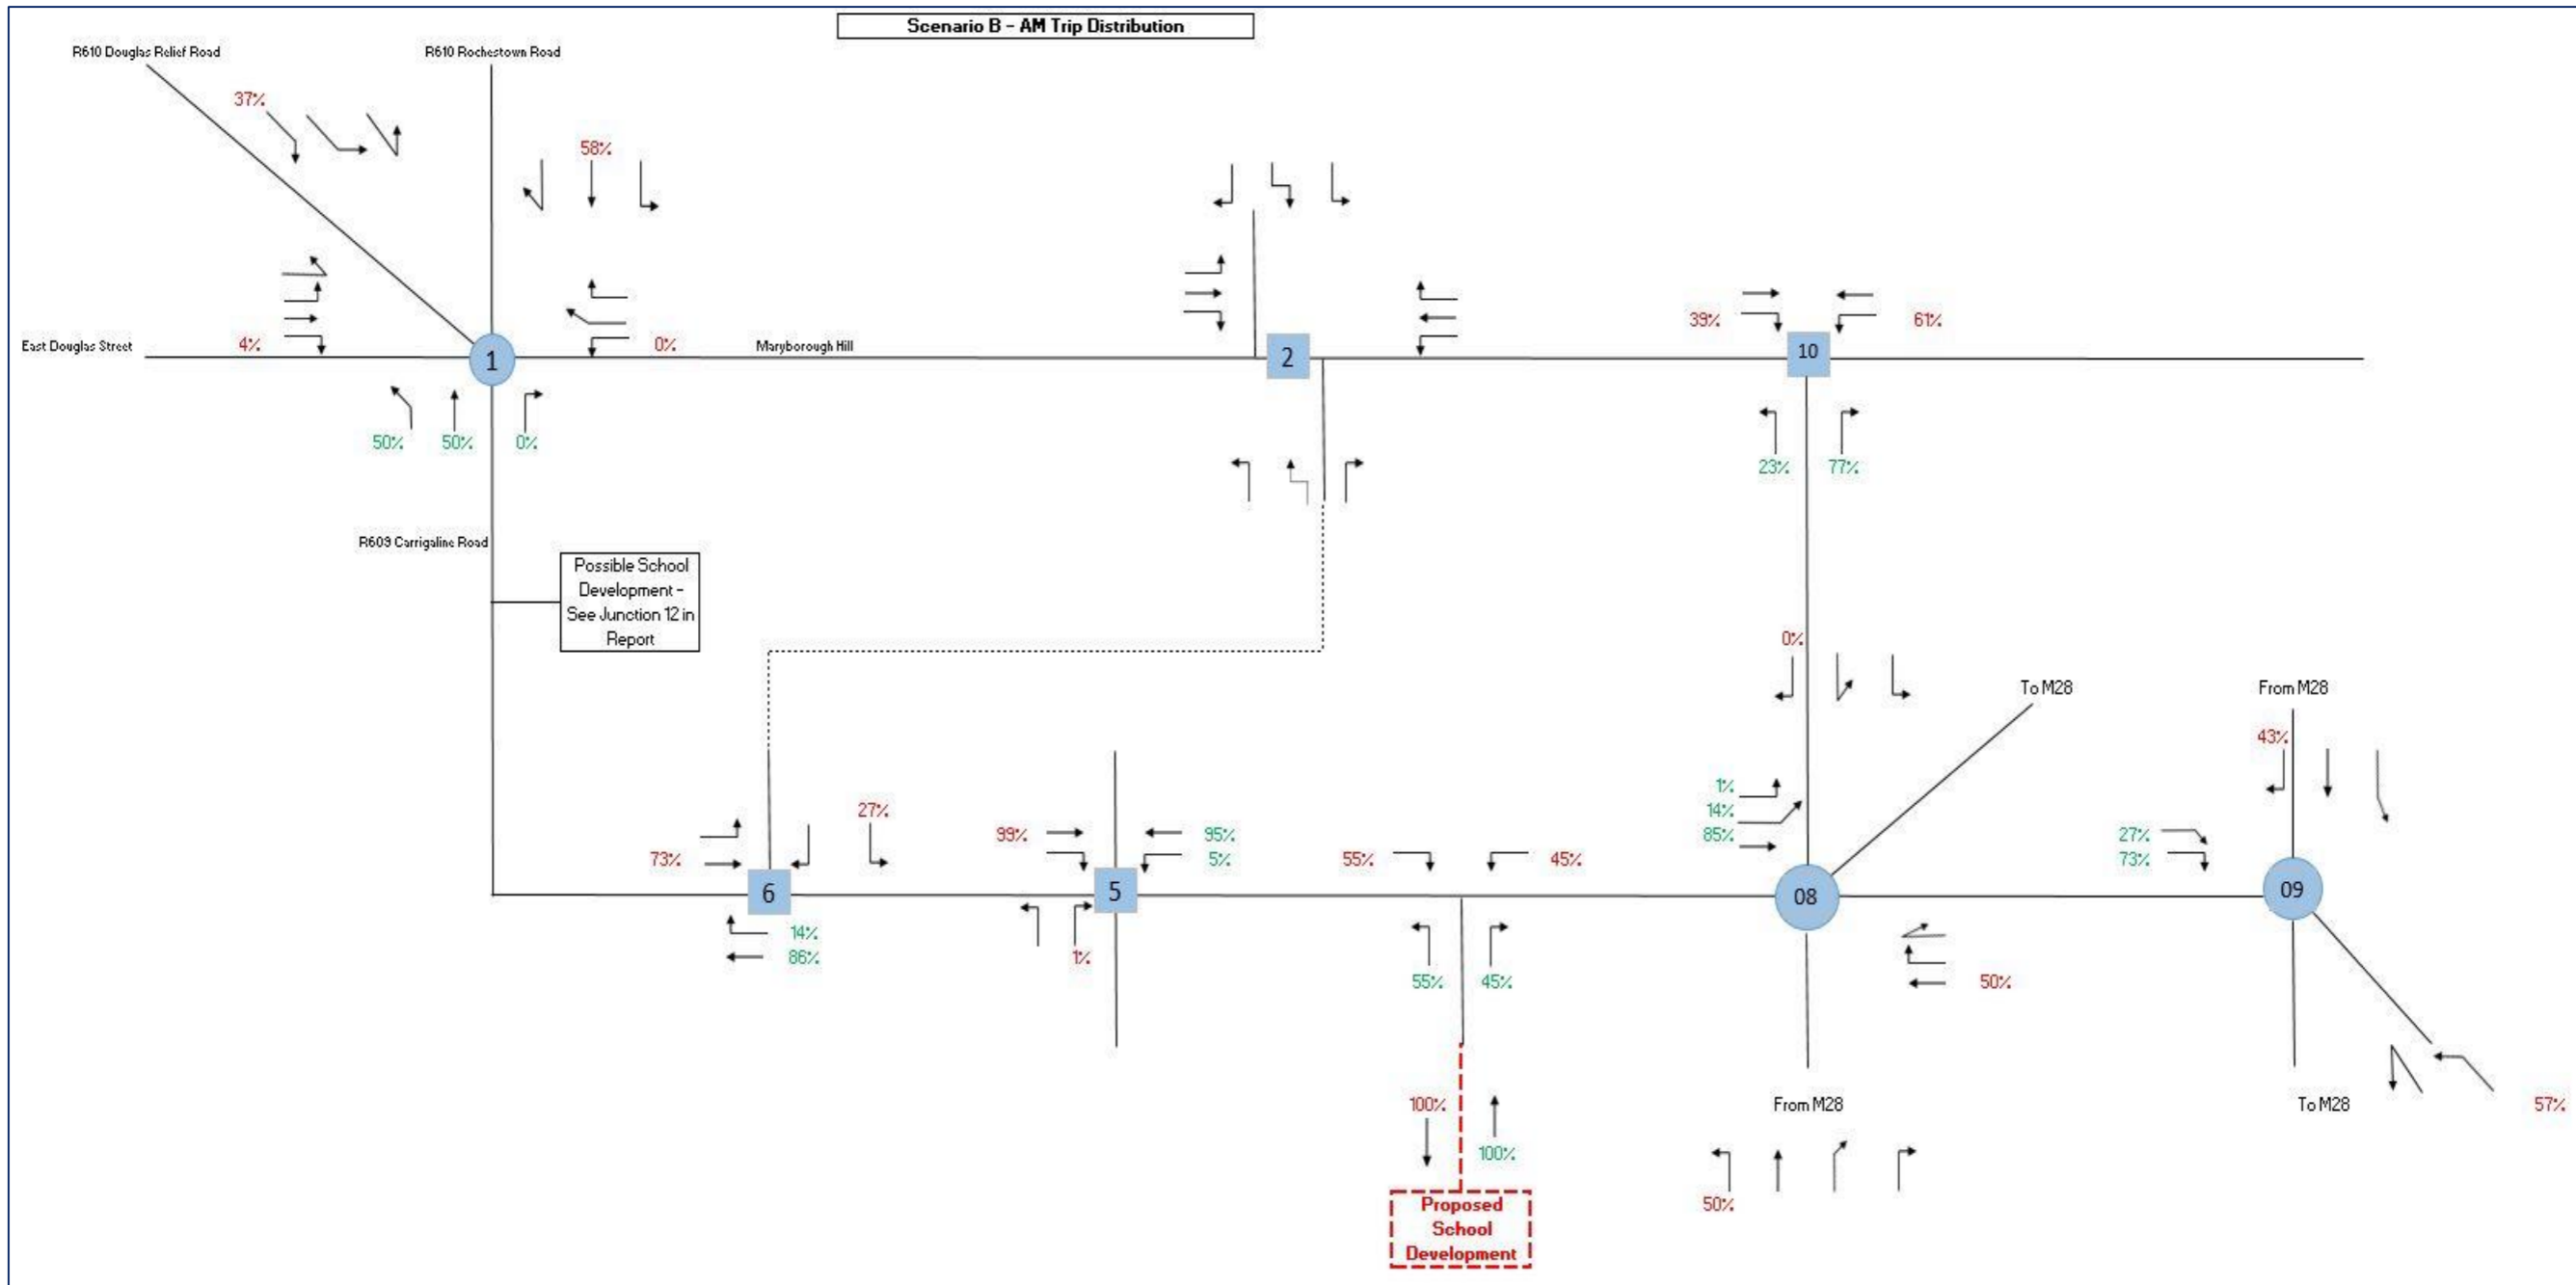 Scenario B - AM Trip Distribution
R610 Douglas Relief Road
R610 Rochestown Road
37%
58%
39%
61%
East Douglas Street
4%
0%
Maryborough Hill
1
2
10
50%
50%
0%
23%
77%
R609 Carrigaline Road
Possible School
Development -
See Junction 12 in
Report
0%
To M28
From M28
43%
1%
14%
85%
27%
73%
27%
99%
95%
5%
73%
55%
45%
6
5
08
09
14%
86%
1%
55%
45%
50%
100%
100%
From M28
To M28
57%
50%
Proposed
School
Development